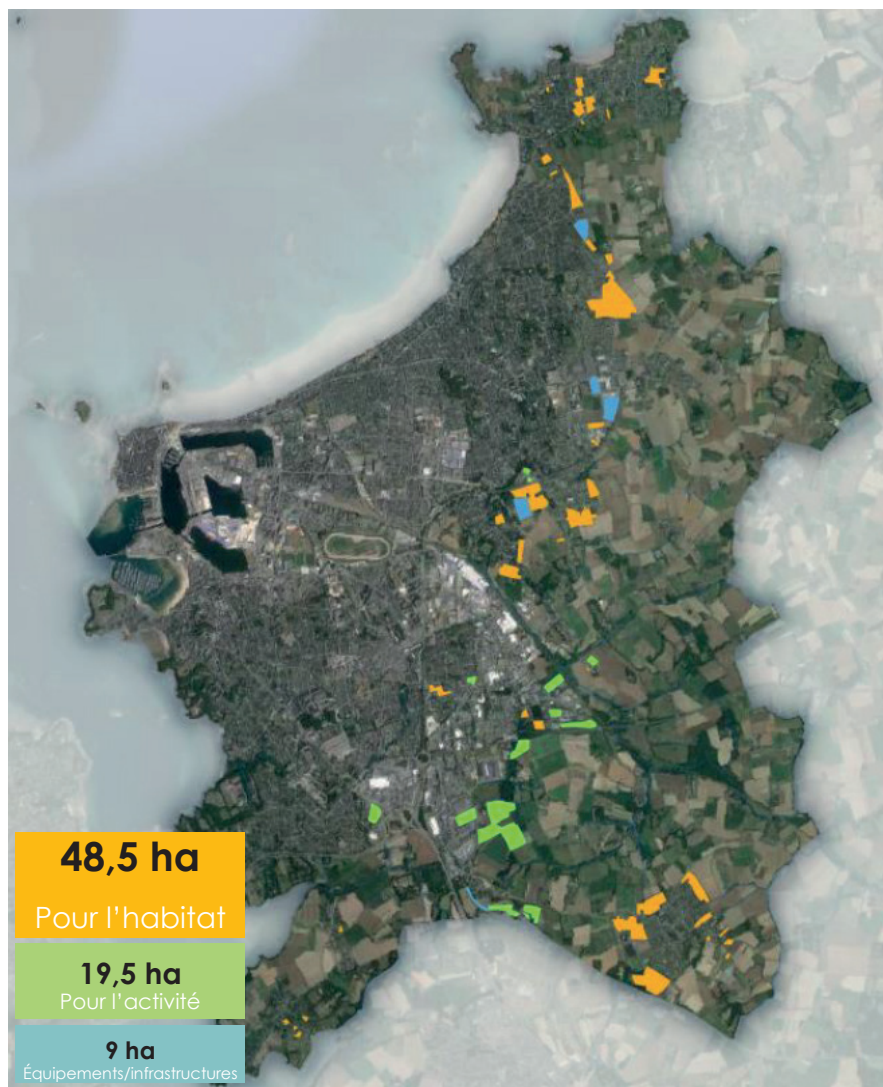 48,5 ha
Pour l'habitat
19,5 ha
Pour l'activité
9 ha
Équipements/infrastructures